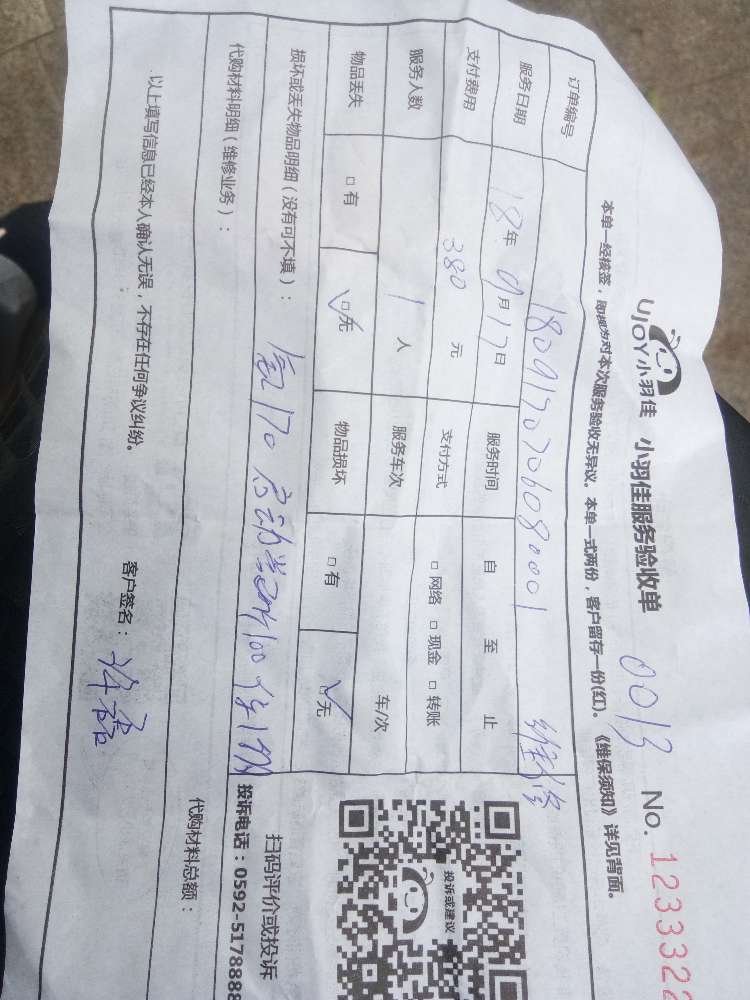 UJOY小羽佳 小羽佳服务验收单 0013 No. 1233322
本单一经核签，即视为对本次服务验收无异议。本单一式两份，客户留存一份(红)。《维保须知》详见背面。
订单编号
服务日期 18年9月17日 服务时间 自 至 止
支付费用 380 元 支付方式 □网络 □现金 □转账
服务人数 1 人 服务车次 车/次
物品丢失 □有 □无 物品损坏 □有 □无
损坏或丢失物品明细（没有可不填）：
代购材料明细（维修业务）：
代购材料总额：
以上填写信息已经本人确认无误，不存在任何争议纠纷。
客户签名：
投诉或建议
扫码评价或投诉
投诉电话：0592-5178888